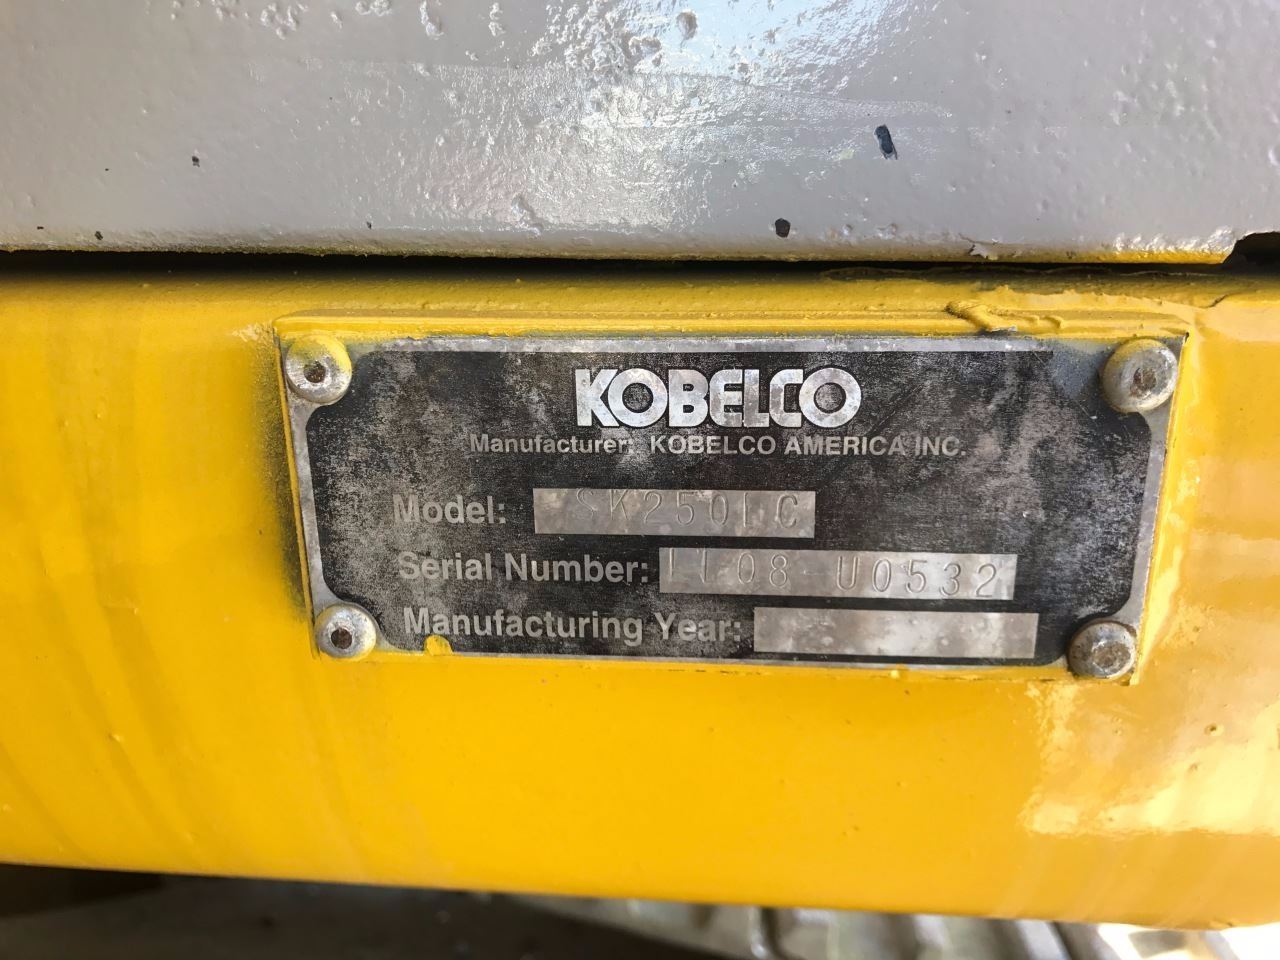 KOBELCO
Manufacturer: KOBELCO AMERICA INC.
Model: SK250LC
Serial Number: LL08 U0532
Manufacturing Year: